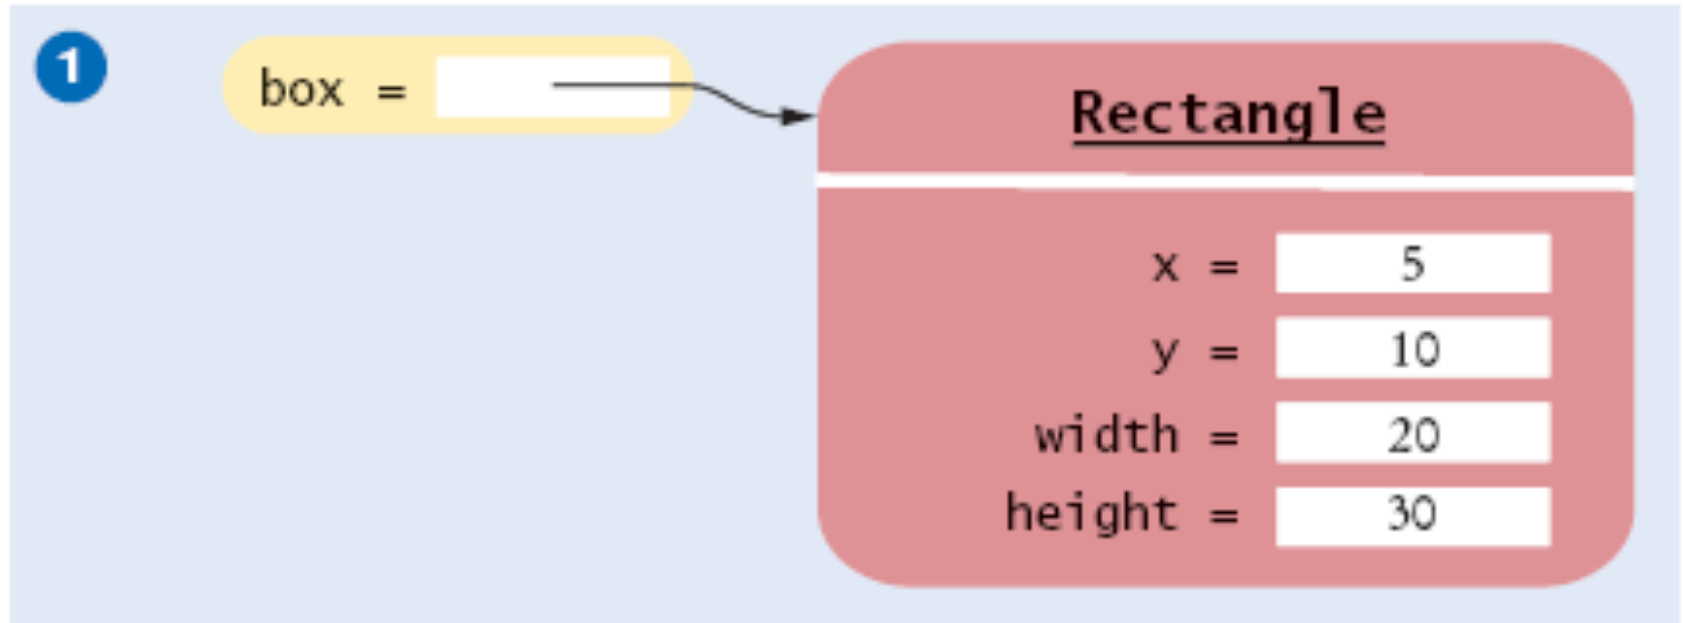 1
box =
Rectangle
x = 5
y = 10
width = 20
height = 30